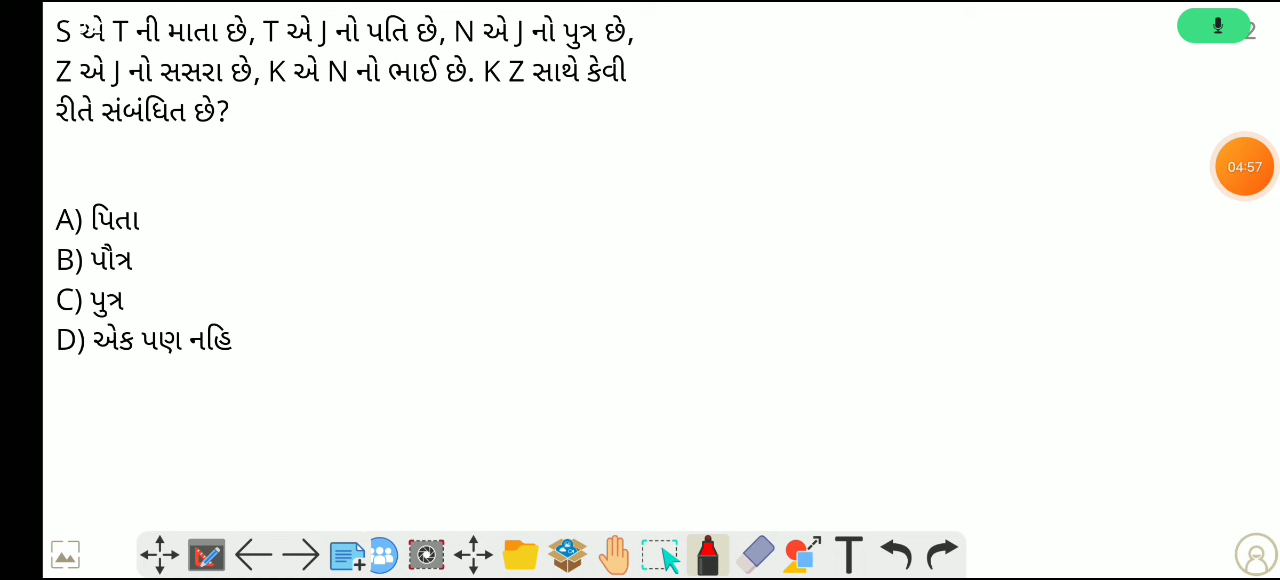 S એ T ની માતા છે, T એ J નો પતિ છે, N એ J નો પુત્ર છે,
Z એ J નો સસરા છે, K એ N નો ભાઈ છે. K Z સાથે કેવી
રીતે સંબંધિત છે?
A) પિતા
B) પૌત્ર
C) પુત્ર
D) એક પણ નહિ
04:57